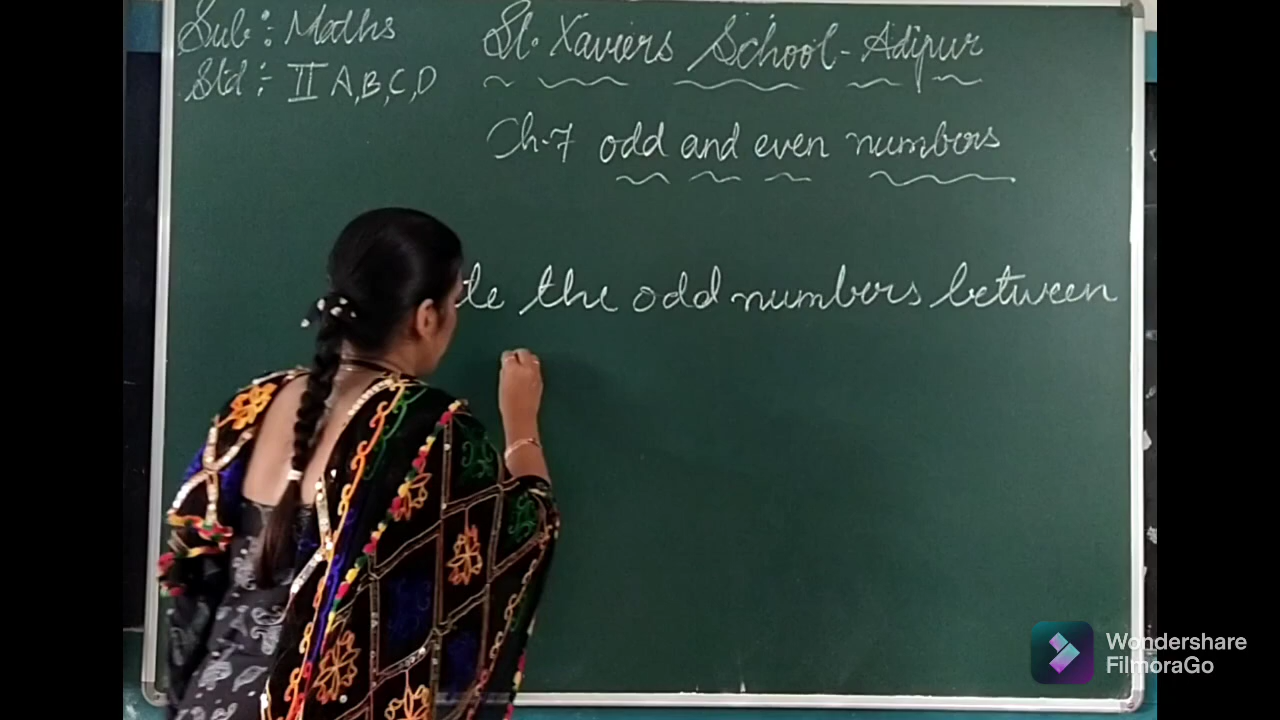 Sub : Maths
St. Xaviers School - Adipur
Std : II A, B, C, D
Ch. 7 odd and even numbers
the odd numbers between
Wondershare
FilmoraGo